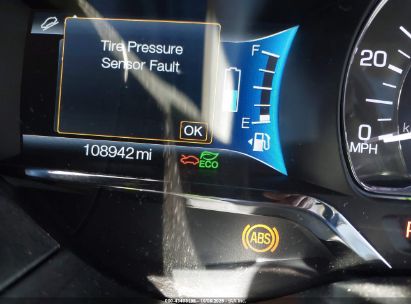 Tire Pressure
Sensor Fault
OK
F
E
108942 mi
ECO
20
0
MPH
ABS